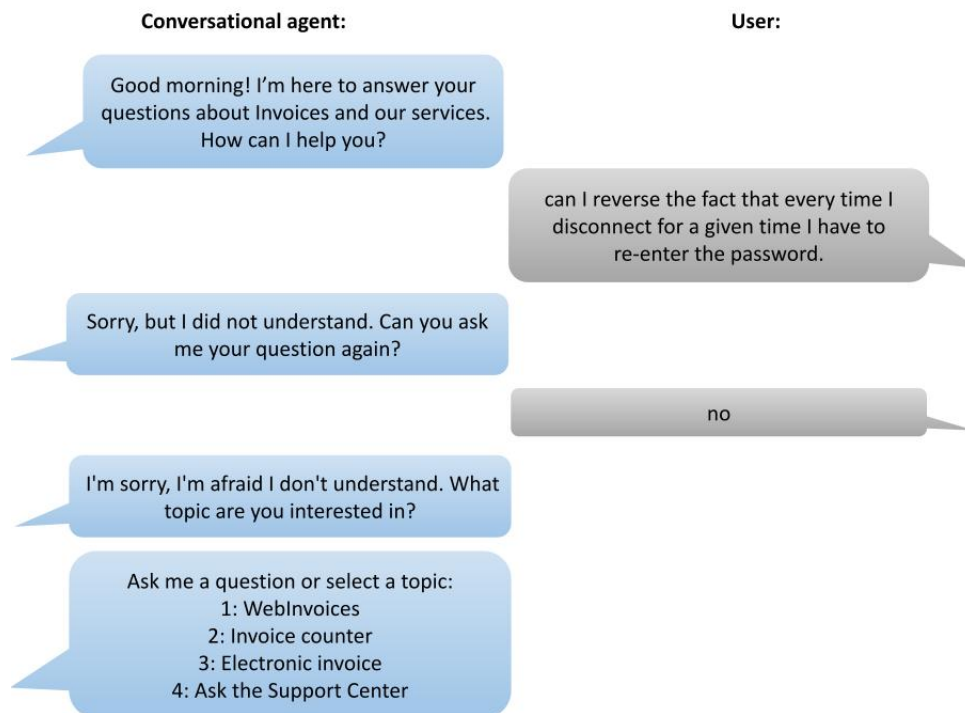 Conversational agent:
User:
Good morning! I’m here to answer your
questions about Invoices and our services.
How can I help you?
can I reverse the fact that every time I
disconnect for a given time I have to
re-enter the password.
Sorry, but I did not understand. Can you ask
me your question again?
no
I'm sorry, I'm afraid I don't understand. What
topic are you interested in?
Ask me a question or select a topic:
1: WebInvoices
2: Invoice counter
3: Electronic invoice
4: Ask the Support Center